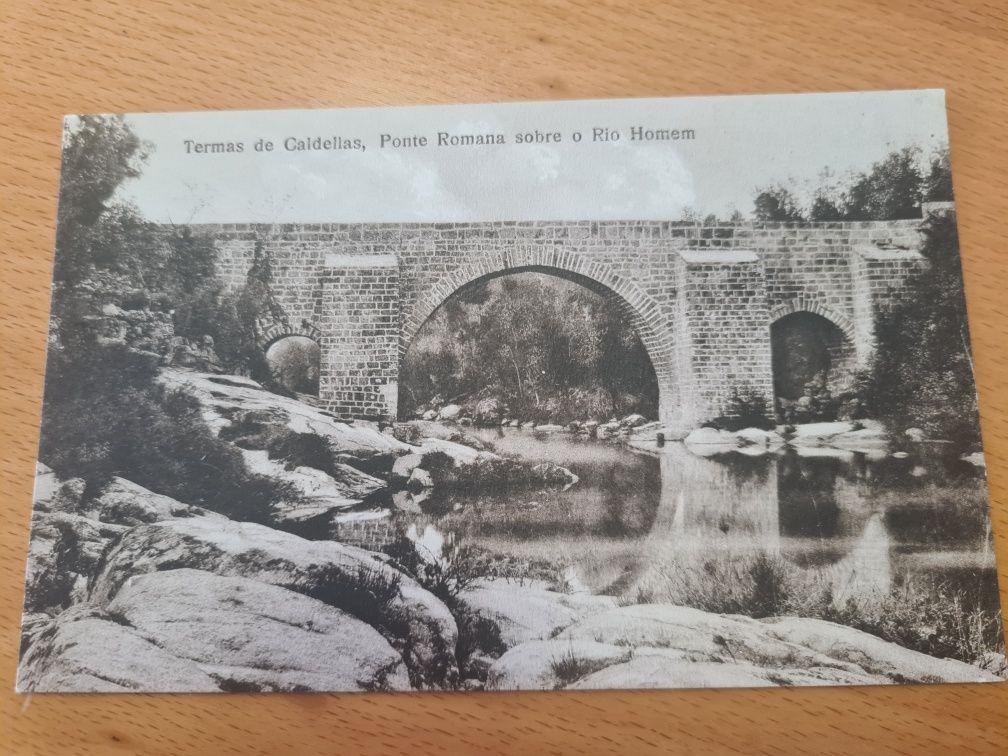 Termas de Caldellas, Ponte Romana sobre o Rio Homem